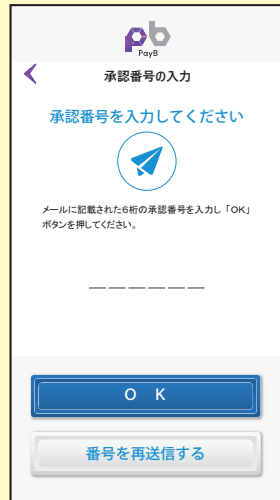 pb
PayB
承認番号の入力
承認番号を入力してください
メールに記載された6桁の承認番号を入力し「OK」
ボタンを押してください。
O K
番号を再送信する